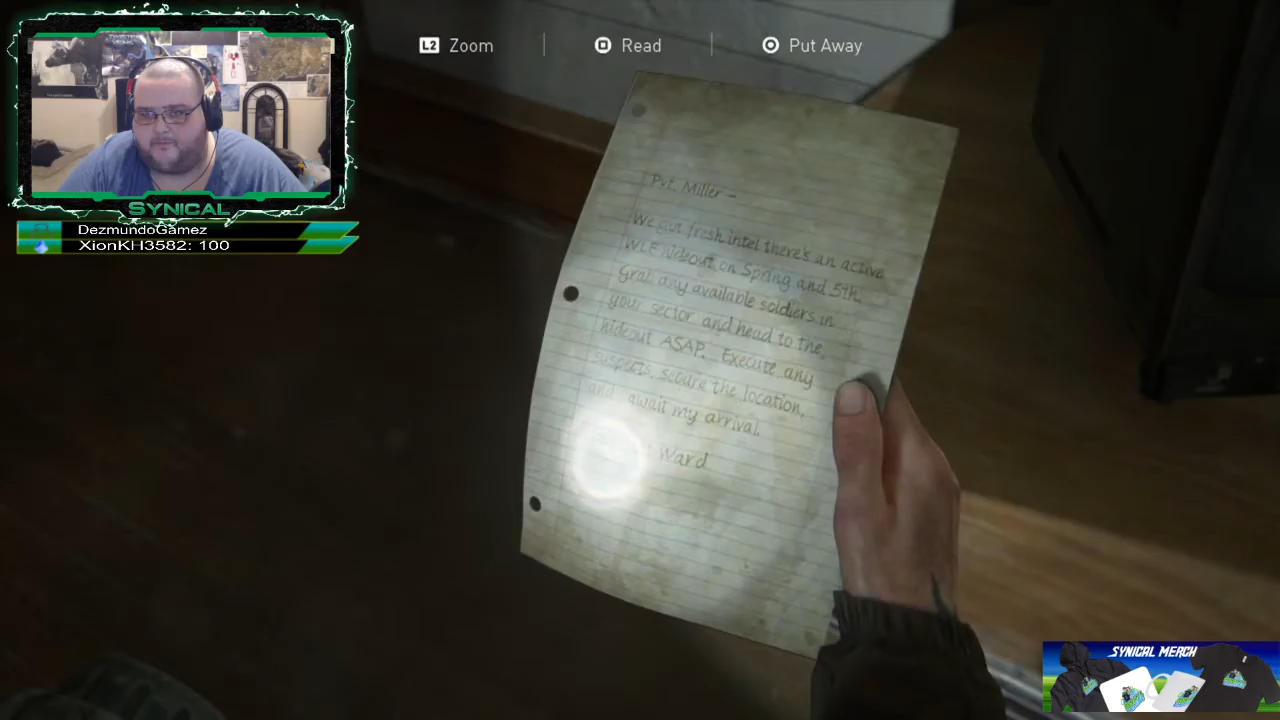 L2 Zoom
Read
Put Away
SYNICAL
DezmundoGamez
XionKH3582: 100
Pvt. Miller -
We got fresh intel there's an active
WLF hideout on Spring and 5th.
Grab any available soldiers in
your sector and head to the
hideout ASAP. Execute any
suspects, secure the location,
and await my arrival.
Ward
SYNICAL MERCH